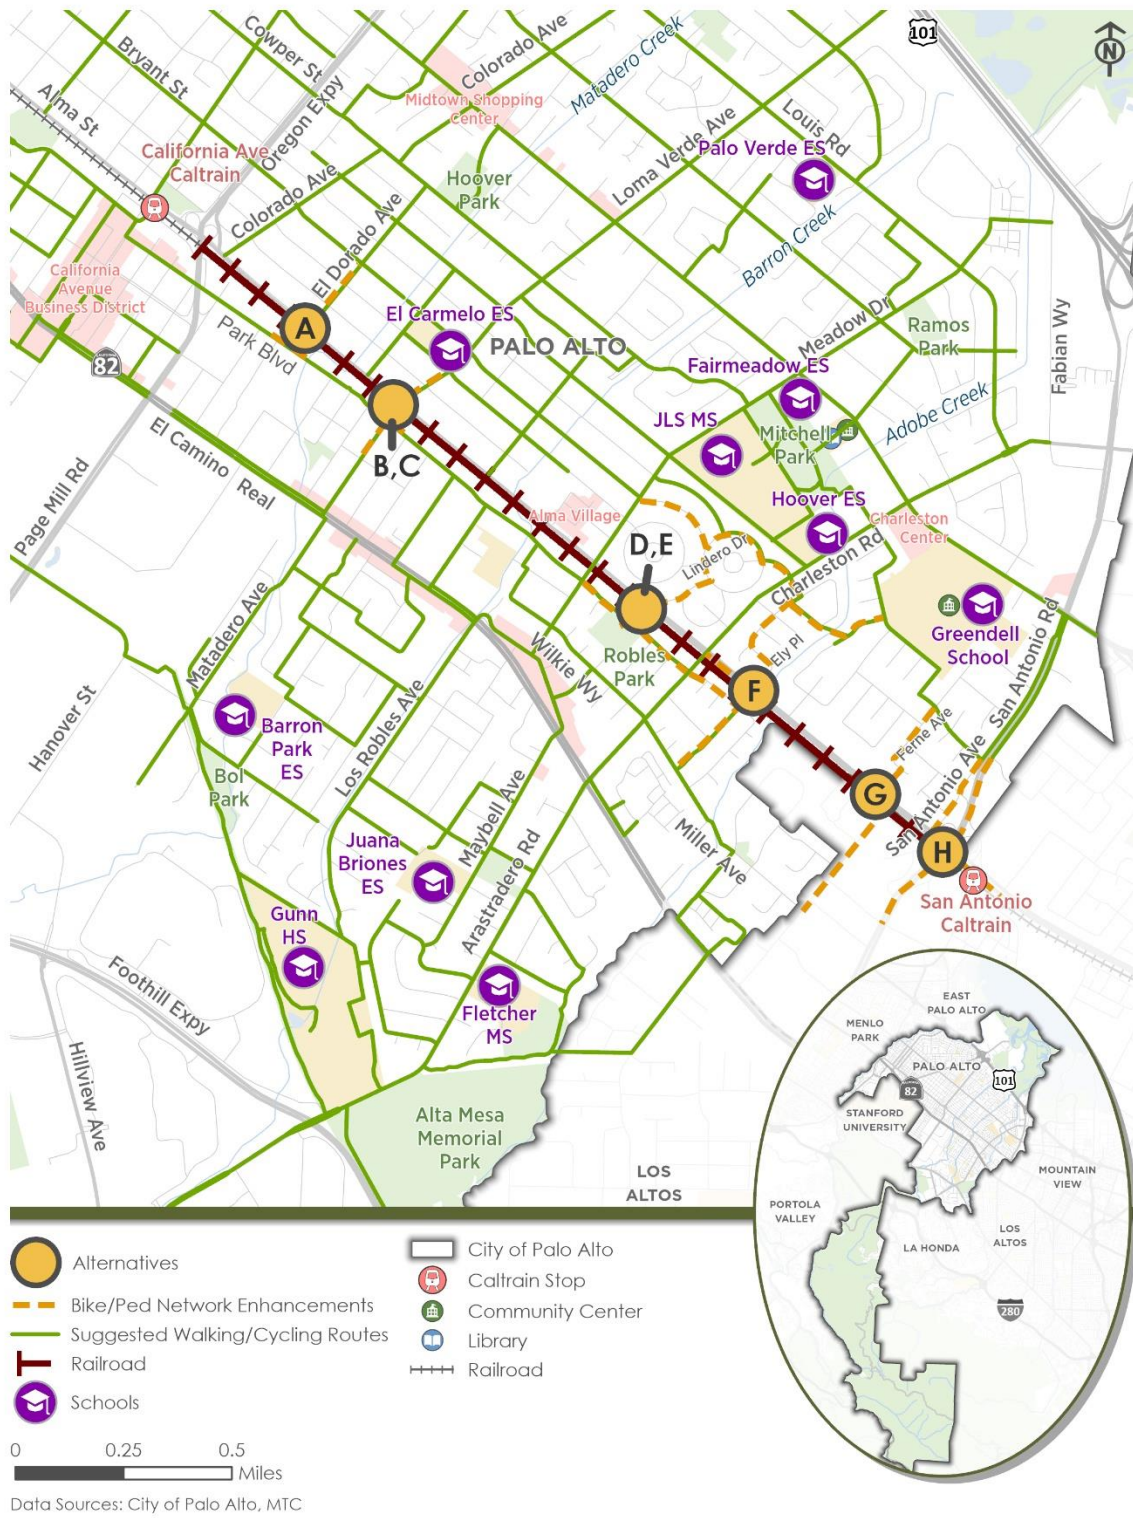 101
N
Cowper St
Colorado Ave
Bryant St
Matadero Creek
Oregon Expy
Alma St
Midtown Shopping
Center
Louis Rd
Loma Verde Ave
Palo Verde ES
California Ave
Caltrain
Colorado Ave
Hoover
Park
El Dorado Ave
Barron Creek
California
Avenue
Business District
A
El Carmelo ES
Meadow Dr
Ramos
Park
Fabian Wy
Park Blvd
PALO ALTO
82
Fairmeadow ES
Adobe Creek
JLS MS
Mitchell
Park
El Camino Real
B,C
Page Mill Rd
Hoover ES
Alma Village
Charleston
Center
D,E
Lindero Dr
Charleston Rd
Matadero Ave
Greendell
School
San Antonio Rd
Wilkie Wy
Robles
Park
Ely Pl
F
Hanover St
Barron
Park
ES
Los Robles Ave
Ferne Ave
Bol
Park
San Antonio Ave
G
Maybell Ave
Juana
Briones
ES
Arastradero Rd
Miller Ave
H
San Antonio
Caltrain
Gunn
HS
Foothill Expy
Fletcher
MS
Hillview Ave
Alta Mesa
Memorial
Park
LOS
ALTOS
EAST
PALO ALTO
MENLO
PARK
PALO ALTO
101
82
STANFORD
UNIVERSITY
MOUNTAIN
VIEW
PORTOLA
VALLEY
LOS
ALTOS
LA HONDA
280
Alternatives
Bike/Ped Network Enhancements
Suggested Walking/Cycling Routes
Railroad
Schools
City of Palo Alto
Caltrain Stop
Community Center
Library
Railroad
0 0.25 0.5
Miles
Data Sources: City of Palo Alto, MTC